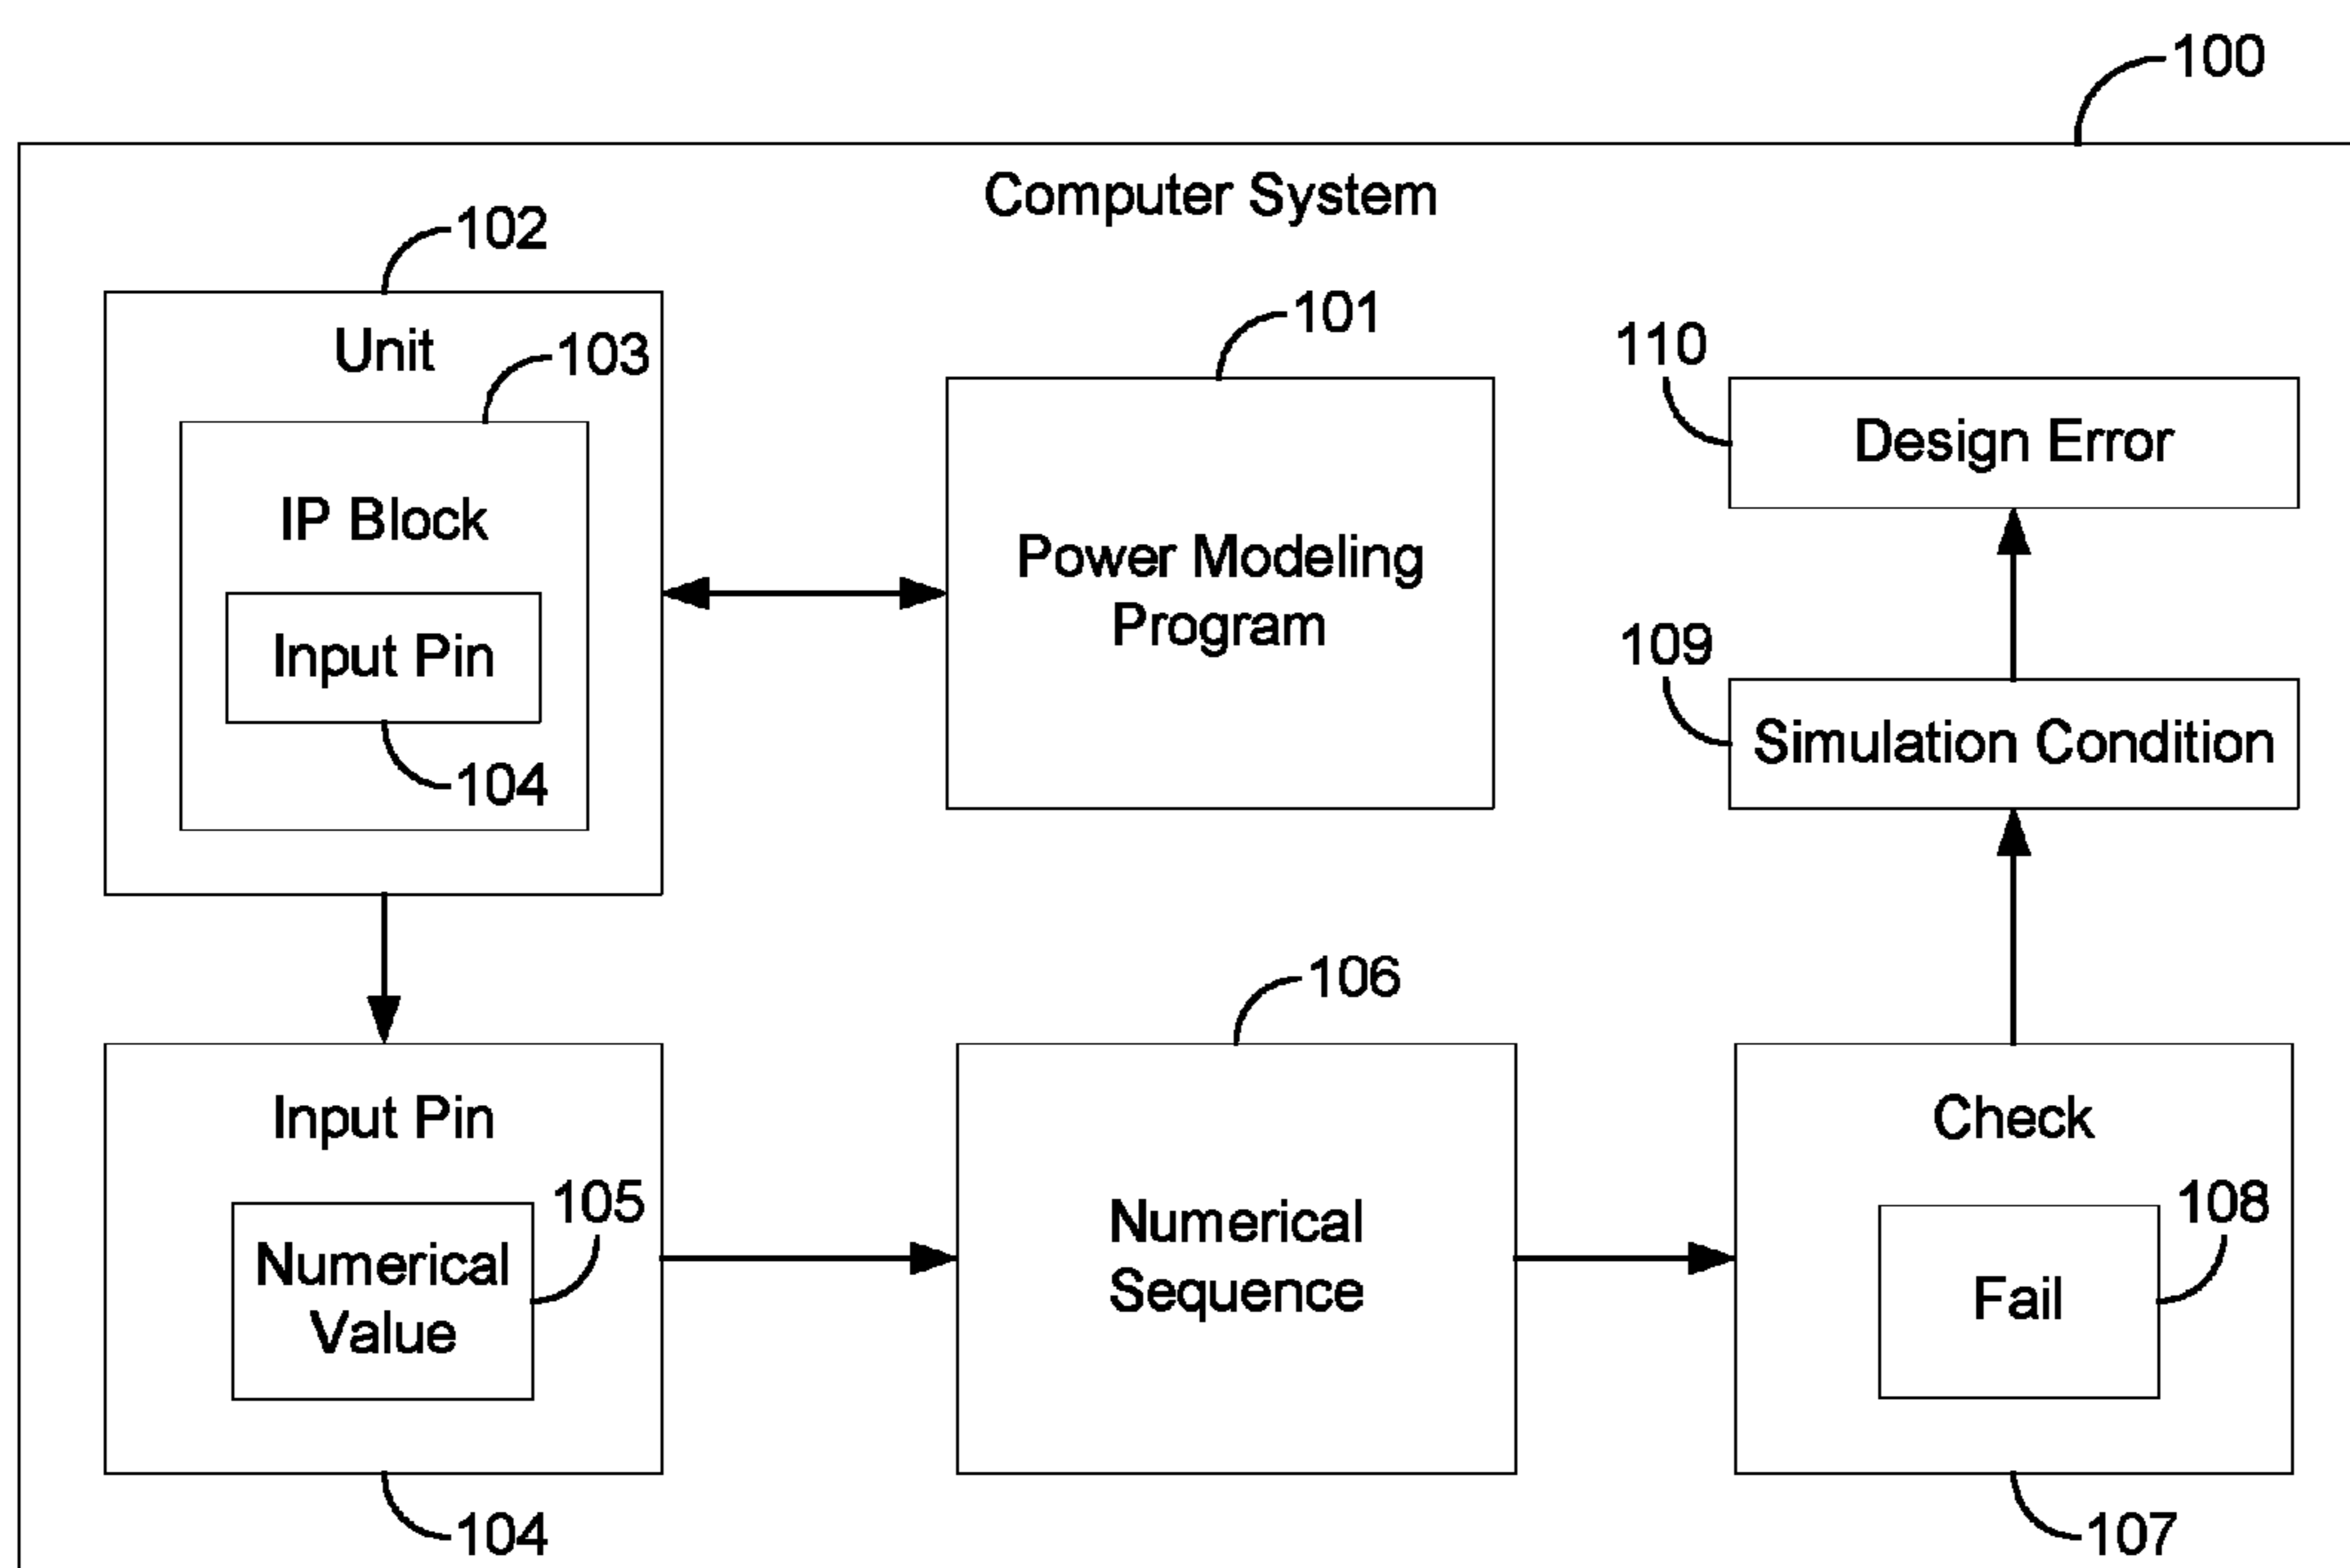 100
Computer System
102
Unit
103
IP Block
Input Pin
104
101
Power Modeling
Program
110
Design Error
109
Simulation Condition
Input Pin
105
Numerical
Value
104
106
Numerical
Sequence
Check
108
Fail
107